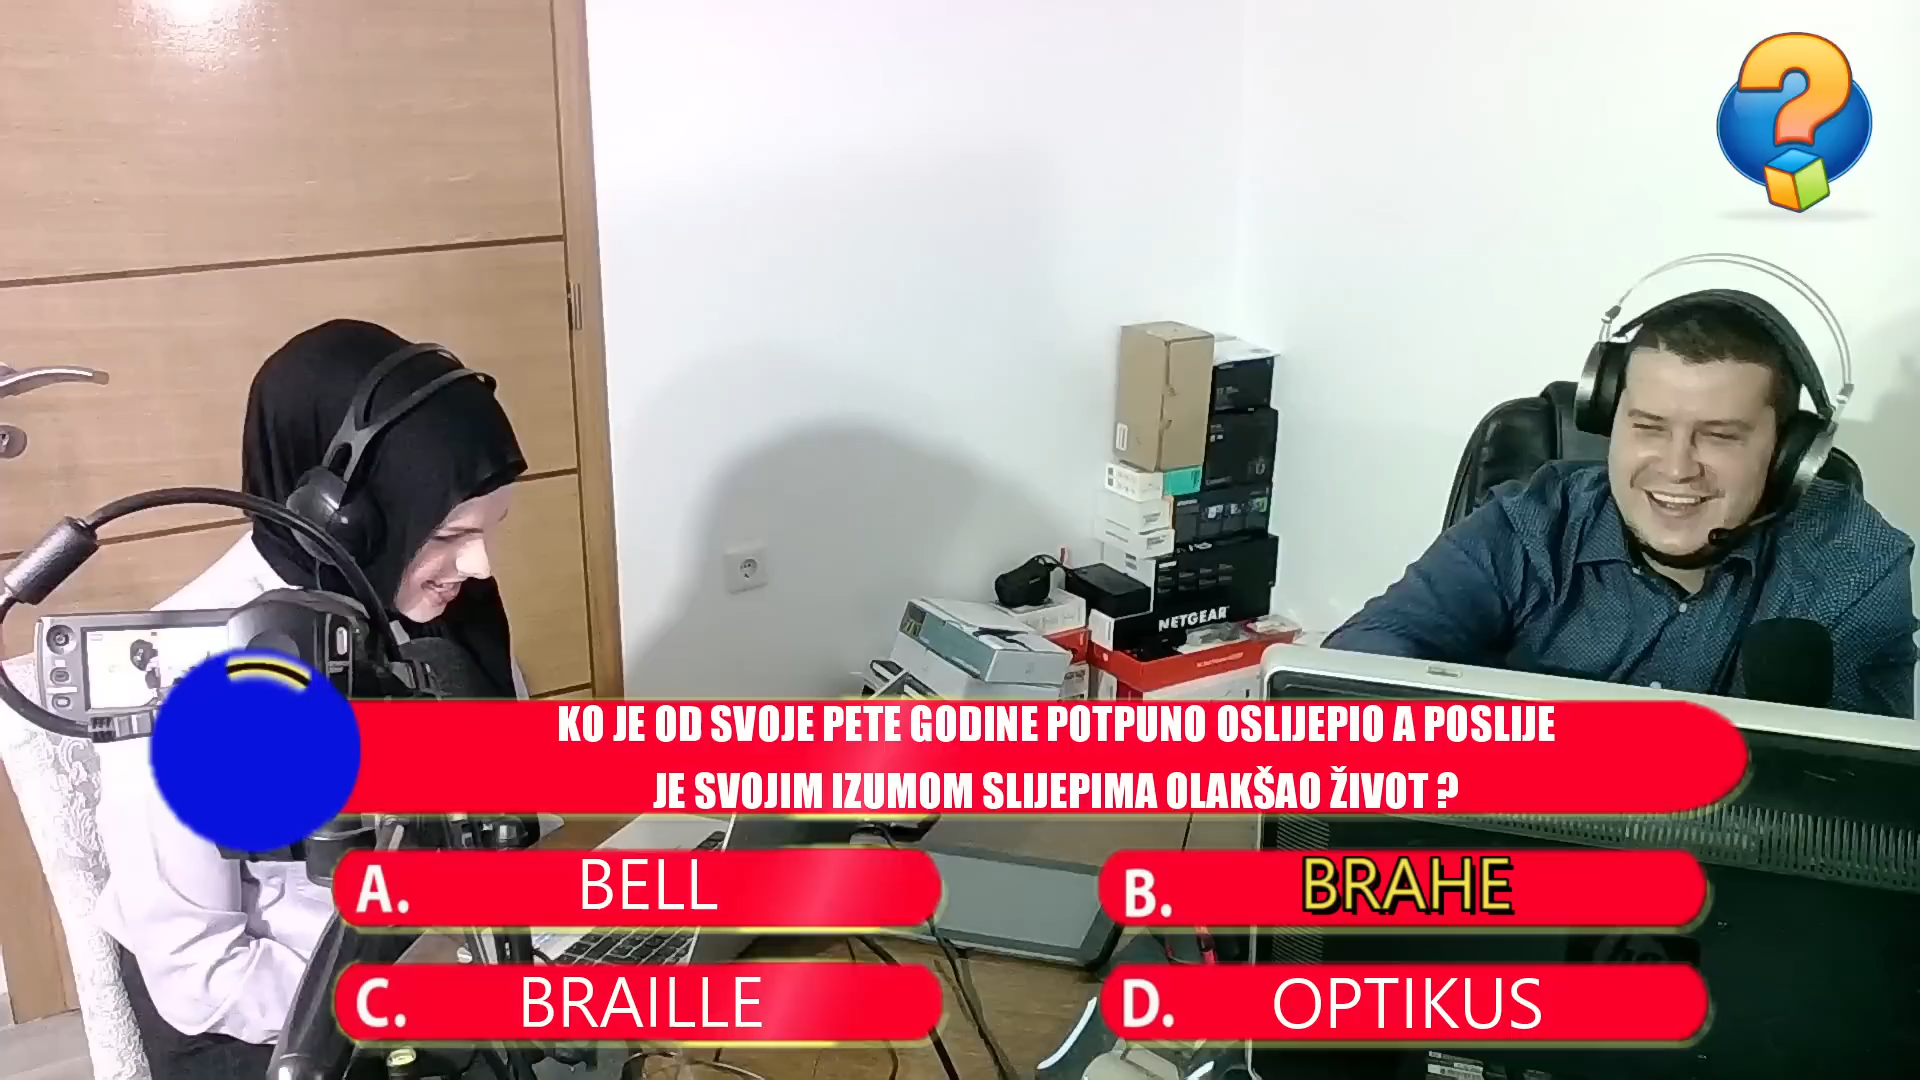 NETGEAR
KO JE OD SVOJE PETE GODINE POTPUNO OSLIJEPIO A POSLIJE
JE SVOJIM IZUMOM SLIJEPIMA OLAKŠAO ŽIVOT ?
A. BELL
B. BRAHE
C. BRAILLE
D. OPTIKUS